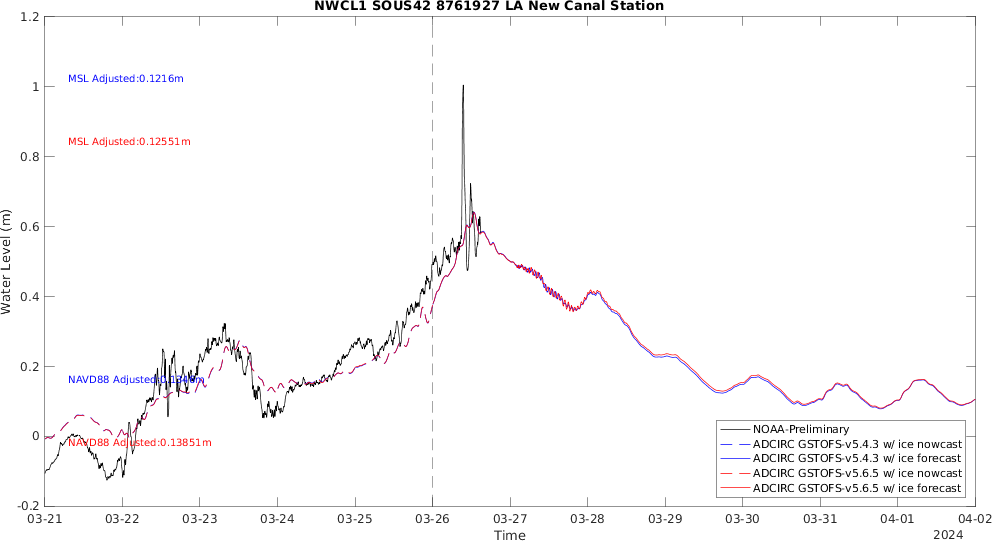 NWCL1 SOUS42 8761927 LA New Canal Station
1.2
1
0.8
0.6
0.4
0.2
0
-0.2
Water Level (m)
MSL Adjusted:0.1216m
MSL Adjusted:0.12551m
NAVD88 Adjusted:
NAVD88 Adjusted:0.13851m
NOAA-Preliminary
ADCIRC GSTOFS-v5.4.3 w/ ice nowcast
ADCIRC GSTOFS-v5.4.3 w/ ice forecast
ADCIRC GSTOFS-v5.6.5 w/ ice nowcast
ADCIRC GSTOFS-v5.6.5 w/ ice forecast
03-21 03-22 03-23 03-24 03-25 03-26 03-27 03-28 03-29 03-30 03-31 04-01 04-02
Time
2024